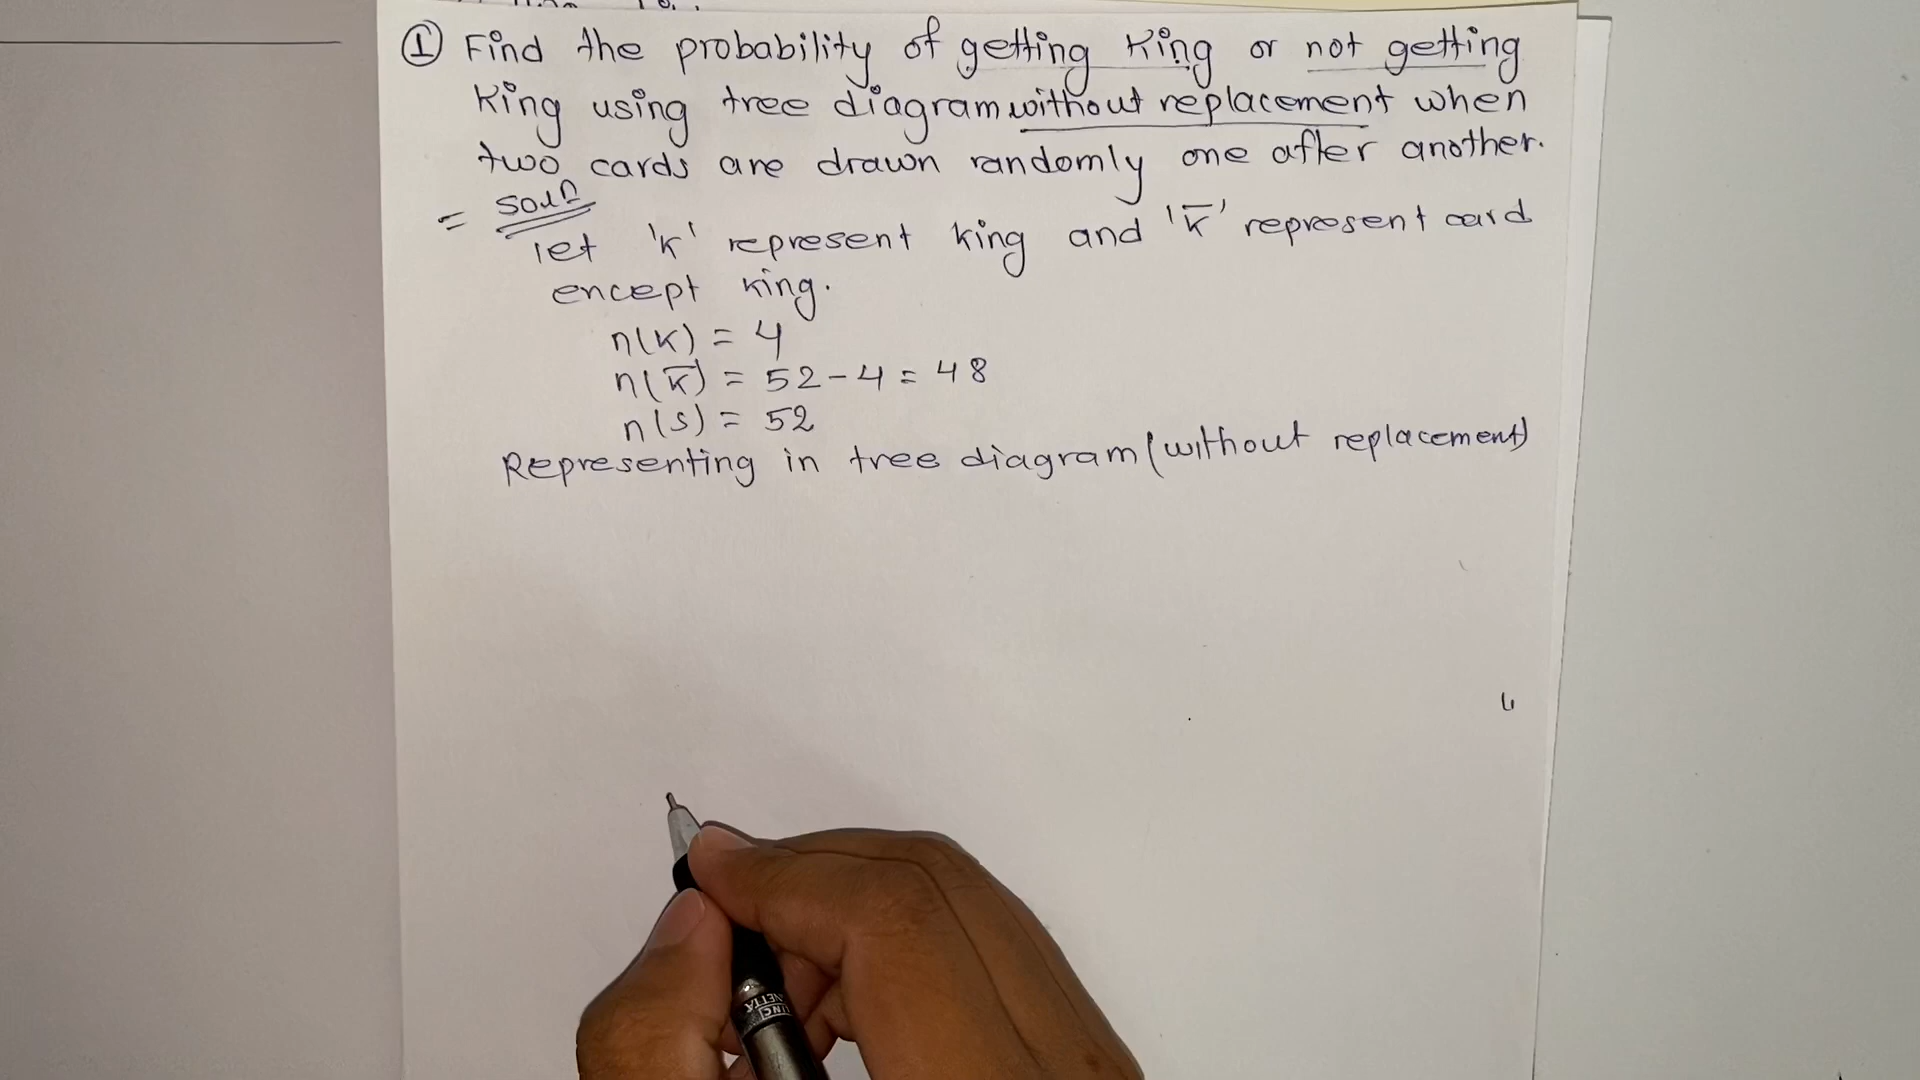 ① Find the probability of getting King or not getting
King using tree diagram without replacement when
two cards are drawn randomly one after another.
= Solⁿ
let 'K' represent king and 'K̅' represent card
encept king.
n(K) = 4
n(K̅) = 52 - 4 = 48
n(S) = 52
Representing in tree diagram (without replacement)